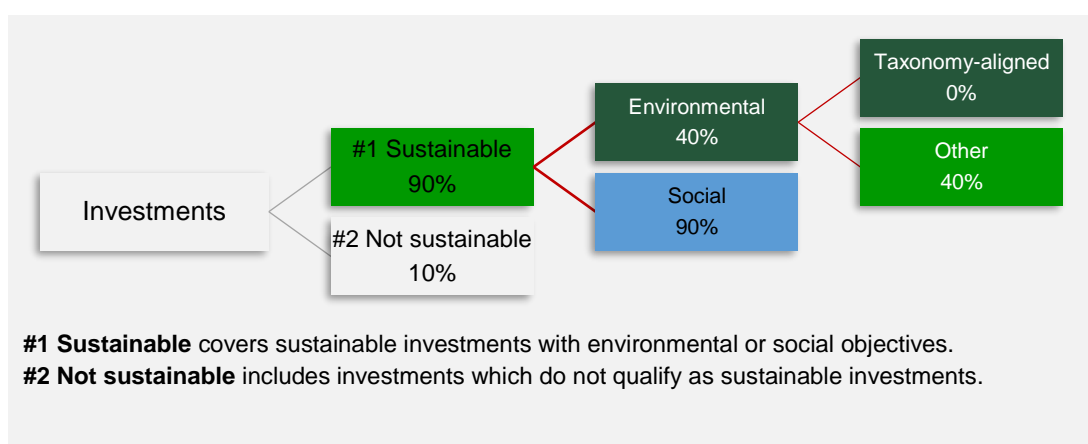 Investments
#1 Sustainable
90%
#2 Not sustainable
10%
Environmental
40%
Social
90%
Taxonomy-aligned
0%
Other
40%
#1 Sustainable covers sustainable investments with environmental or social objectives.
#2 Not sustainable includes investments which do not qualify as sustainable investments.